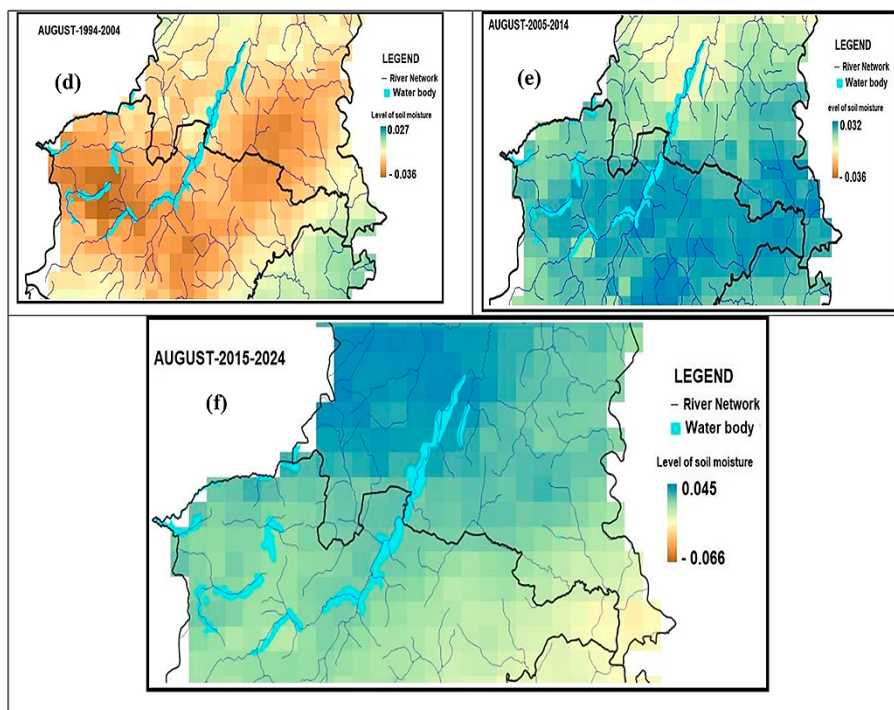 AUGUST-1994-2004
(d)
LEGEND
River Network
Water body
Level of soil moisture
0.027
- 0.036
AUGUST-2005-2014
(e)
LEGEND
River Network
Water body
evel of soil moisture
0.032
-0.036
AUGUST-2015-2024
(f)
LEGEND
River Network
Water body
Level of soil moisture
0.045
- 0.066